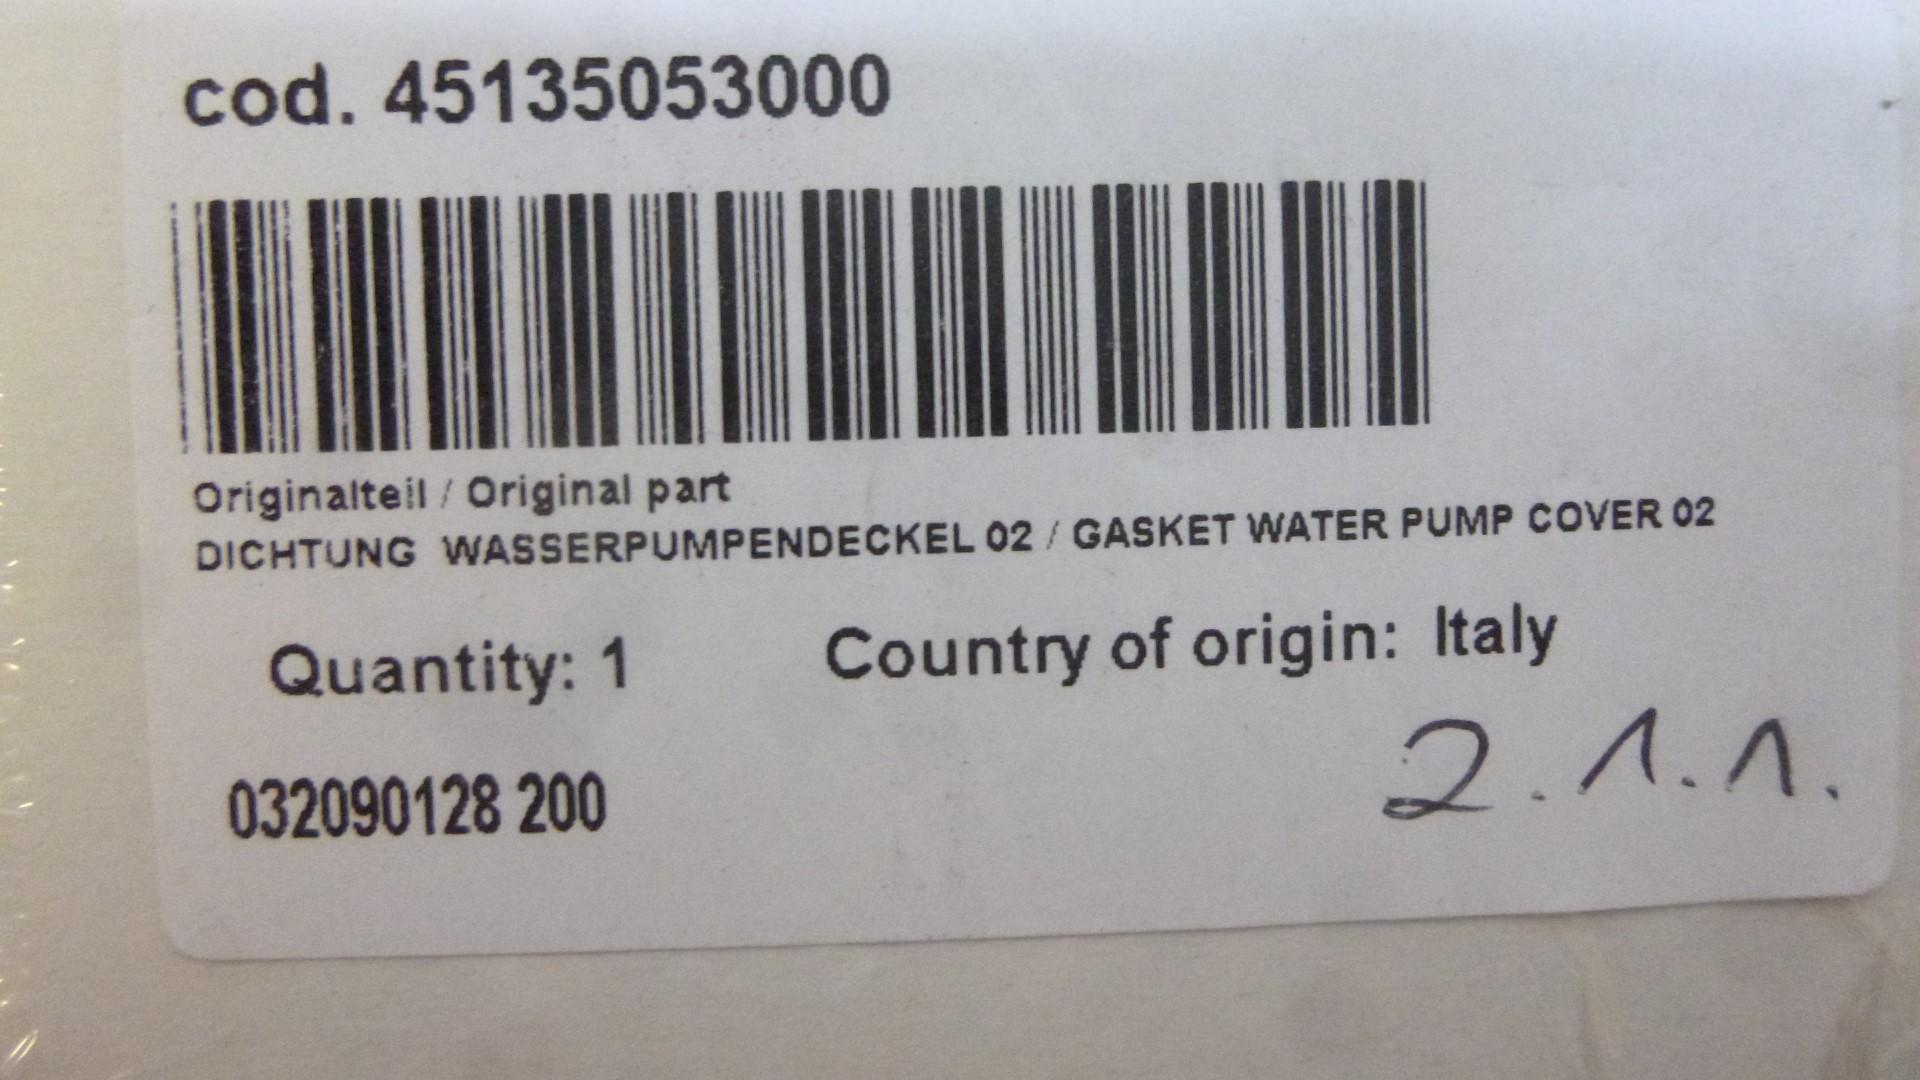 cod. 45135053000
Originalteil / Original part
DICHTUNG WASSERPUMPENDECKEL 02 / GASKET WATER PUMP COVER 02
Quantity: 1 Country of origin: Italy
2.1.1.
032090128 200